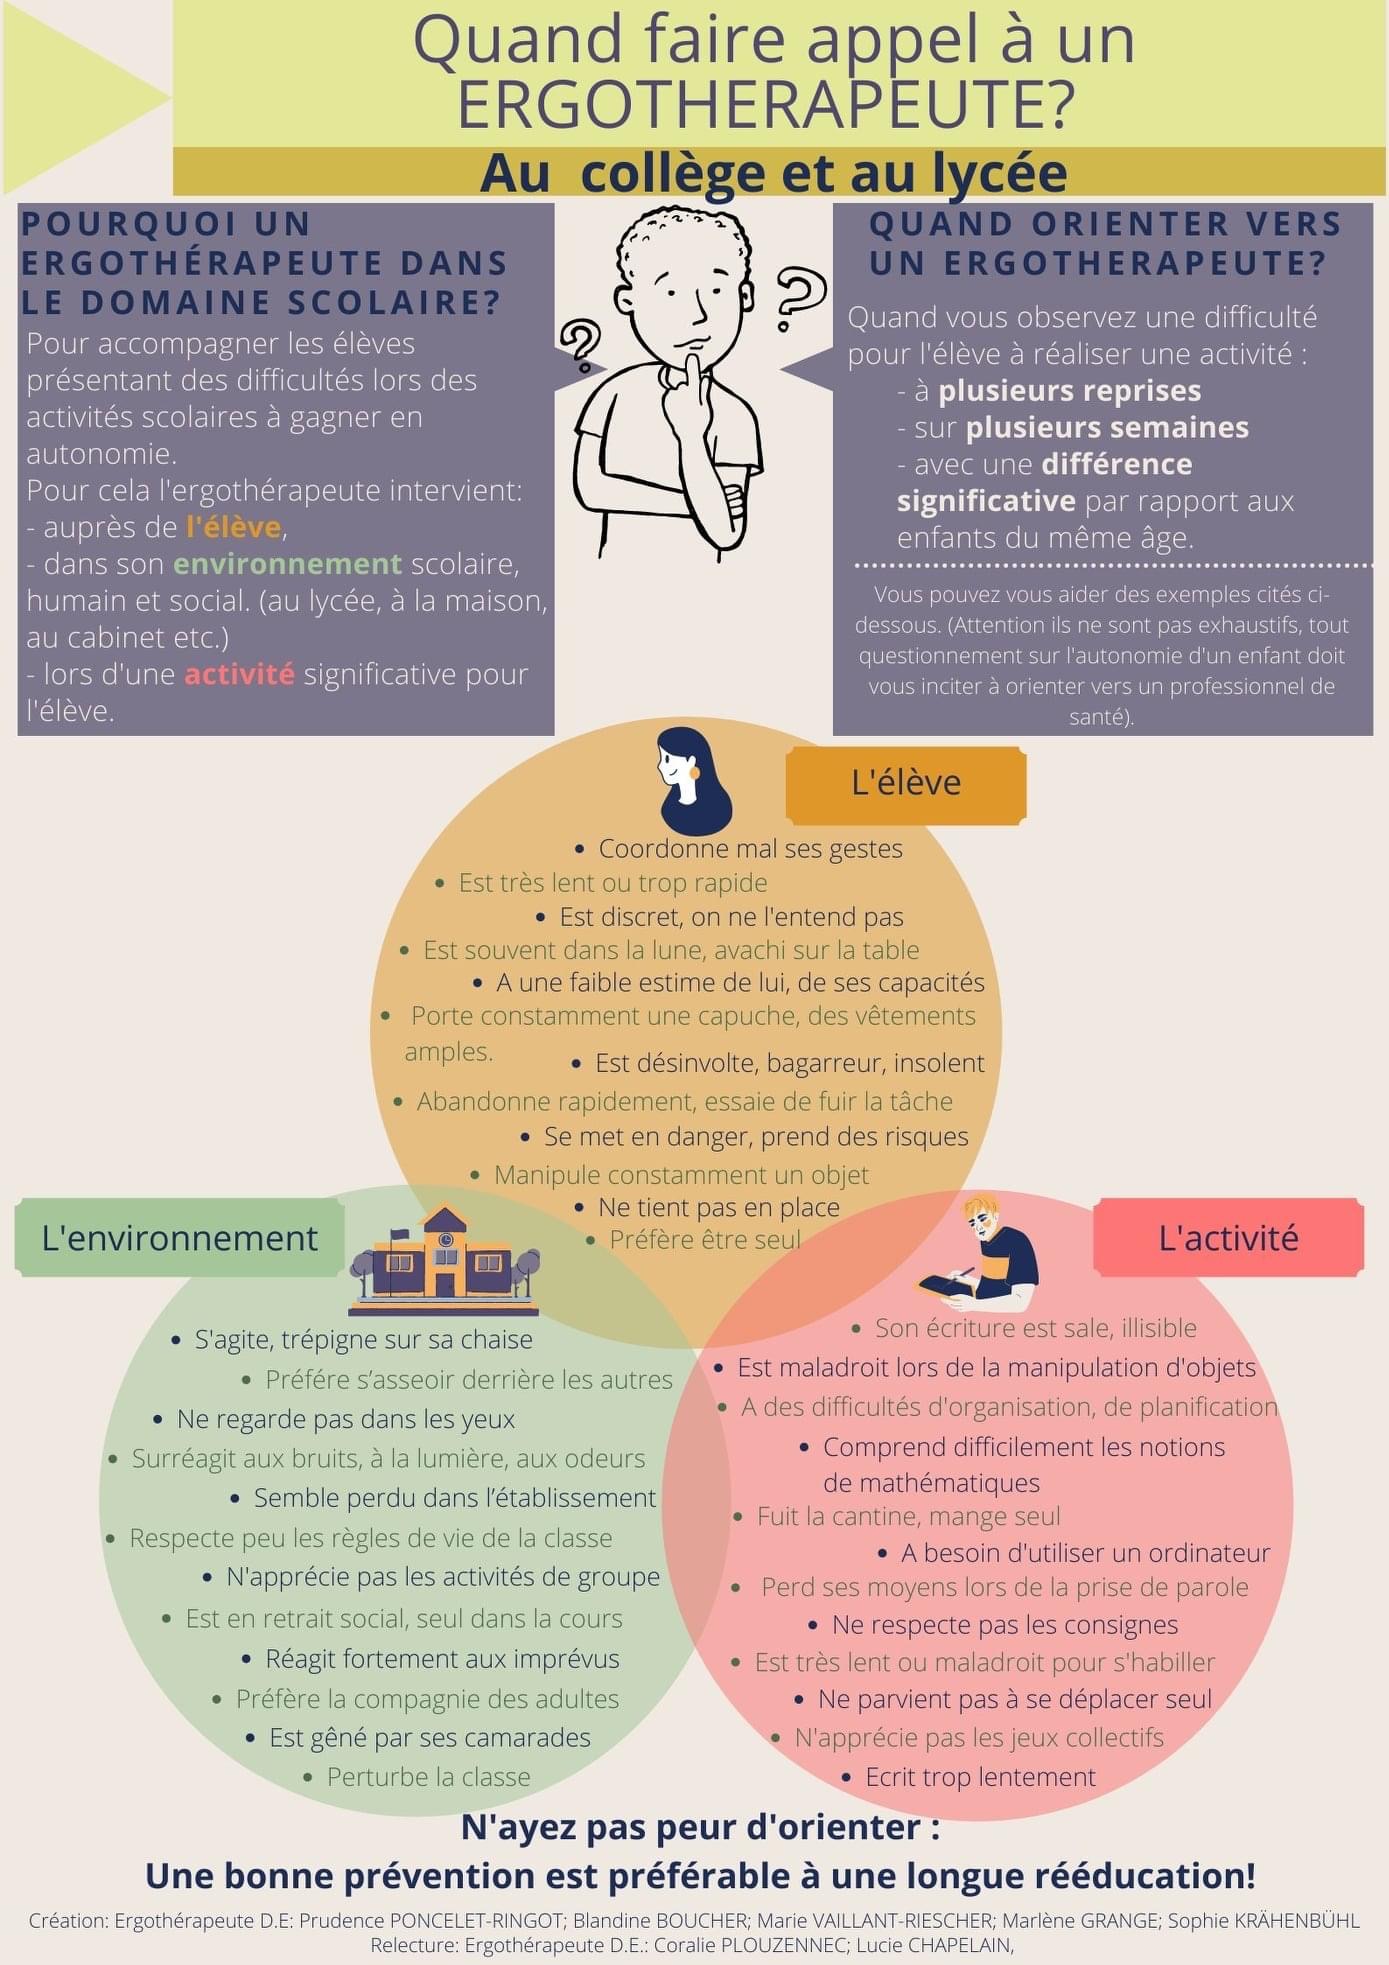 Quand faire appel à un
ERGOTHERAPEUTE?
Au collège et au lycée
POURQUOI UN
ERGOTHÉRAPEUTE DANS
LE DOMAINE SCOLAIRE?
Pour accompagner les élèves
présentant des difficultés lors des
activités scolaires à gagner en
autonomie.
Pour cela l'ergothérapeute intervient:
- auprès de l'élève,
- dans son environnement scolaire,
humain et social. (au lycée, à la maison,
au cabinet etc.)
- lors d'une activité significative pour
l'élève.
?
?
QUAND ORIENTER VERS
UN ERGOTHERAPEUTE?
Quand vous observez une difficulté
pour l'élève à réaliser une activité :
- à plusieurs reprises
- sur plusieurs semaines
- avec une différence
significative par rapport aux
enfants du même âge.
Vous pouvez vous aider des exemples cités ci-
dessous. (Attention ils ne sont pas exhaustifs, tout
questionnement sur l'autonomie d'un enfant doit
vous inciter à orienter vers un professionnel de
santé).
L'élève
• Coordonne mal ses gestes
• Est très lent ou trop rapide
• Est discret, on ne l'entend pas
• Est souvent dans la lune, avachi sur la table
• A une faible estime de lui, de ses capacités
• Porte constamment une capuche, des vêtements
amples.
• Est désinvolte, bagarreur, insolent
• Abandonne rapidement, essaie de fuir la tâche
• Se met en danger, prend des risques
• Manipule constamment un objet
• Ne tient pas en place
• Préfère être seul
L'environnement
• S'agite, trépigne sur sa chaise
• Préfére s’asseoir derrière les autres
• Ne regarde pas dans les yeux
• Surréagit aux bruits, à la lumière, aux odeurs
• Semble perdu dans l’établissement
• Respecte peu les règles de vie de la classe
• N'apprécie pas les activités de groupe
• Est en retrait social, seul dans la cours
• Réagit fortement aux imprévus
• Préfère la compagnie des adultes
• Est gêné par ses camarades
• Perturbe la classe
L'activité
• Son écriture est sale, illisible
• Est maladroit lors de la manipulation d'objets
• A des difficultés d'organisation, de planification
• Comprend difficilement les notions
de mathématiques
• Fuit la cantine, mange seul
• A besoin d'utiliser un ordinateur
• Perd ses moyens lors de la prise de parole
• Ne respecte pas les consignes
• Est très lent ou maladroit pour s'habiller
• Ne parvient pas à se déplacer seul
• N'apprécie pas les jeux collectifs
• Ecrit trop lentement
N'ayez pas peur d'orienter :
Une bonne prévention est préférable à une longue rééducation!
Création: Ergothérapeute D.E: Prudence PONCELET-RINGOT; Blandine BOUCHER; Marie VAILLANT-RIESCHER; Marlène GRANGE; Sophie KRÄHENBÜHL
Relecture: Ergothérapeute D.E.: Coralie PLOUZENNEC; Lucie CHAPELAIN,